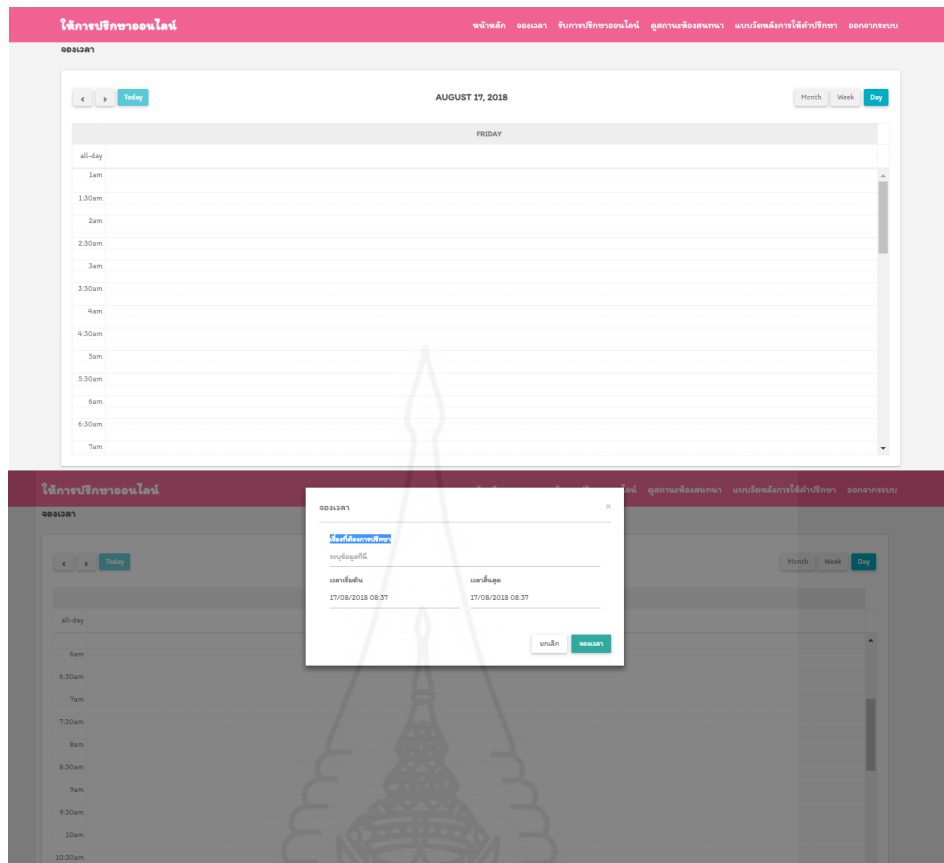 ให้การปรึกษาออนไลน์ หน้าหลัก จองเวลา รับการปรึกษาออนไลน์ ดูสถานะห้องสนทนา แบบวัดหลังการให้คำปรึกษา ออกจากระบบ
จองเวลา
‹ › Today AUGUST 17, 2018 Month Week Day
FRIDAY
all-day
1am
1:30am
2am
2:30am
3am
3:30am
4am
4:30am
5am
5:30am
6am
6:30am
7am
ให้การปรึกษาออนไลน์ ดูสถานะห้องสนทนา แบบวัดหลังการให้คำปรึกษา ออกจากระบบ
จองเวลา
‹ › Today Month Week Day
all-day
6am
6:30am
7am
7:30am
8am
8:30am
9am
9:30am
10am
10:30am
จองเวลา ×
เรื่องที่ต้องการปรึกษา
ระบุข้อมูลที่นี่
เวลาเริ่มต้น เวลาสิ้นสุด
17/08/2018 08:37 17/08/2018 08:37
ยกเลิก จองเวลา